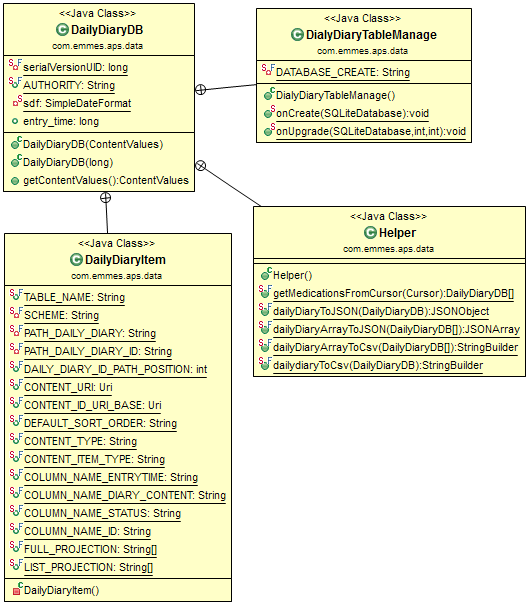 <<Java Class>>
DailyDiaryDB
com.emmes.aps.data
serialVersionUID: long
AUTHORITY: String
sdf: SimpleDateFormat
entry_time: long
DailyDiaryDB(ContentValues)
DailyDiaryDB(long)
getContentValues():ContentValues
<<Java Class>>
DialyDiaryTableManage
com.emmes.aps.data
DATABASE_CREATE: String
DialyDiaryTableManage()
onCreate(SQLiteDatabase):void
onUpgrade(SQLiteDatabase,int,int):void
<<Java Class>>
Helper
com.emmes.aps.data
Helper()
getMedicationsFromCursor(Cursor):DailyDiaryDB[]
dailyDiaryToJSON(DailyDiaryDB):JSONObject
dailyDiaryArrayToJSON(DailyDiaryDB[]):JSONArray
dailyDiaryArrayToCsv(DailyDiaryDB[]):StringBuilder
dailydiaryToCsv(DailyDiaryDB):StringBuilder
<<Java Class>>
DailyDiaryItem
com.emmes.aps.data
TABLE_NAME: String
SCHEME: String
PATH_DAILY_DIARY: String
PATH_DAILY_DIARY_ID: String
DAILY_DIARY_ID_PATH_POSITION: int
CONTENT_URI: Uri
CONTENT_ID_URI_BASE: Uri
DEFAULT_SORT_ORDER: String
CONTENT_TYPE: String
CONTENT_ITEM_TYPE: String
COLUMN_NAME_ENTRYTIME: String
COLUMN_NAME_DIARY_CONTENT: String
COLUMN_NAME_STATUS: String
COLUMN_NAME_ID: String
FULL_PROJECTION: String[]
LIST_PROJECTION: String[]
DailyDiaryItem()